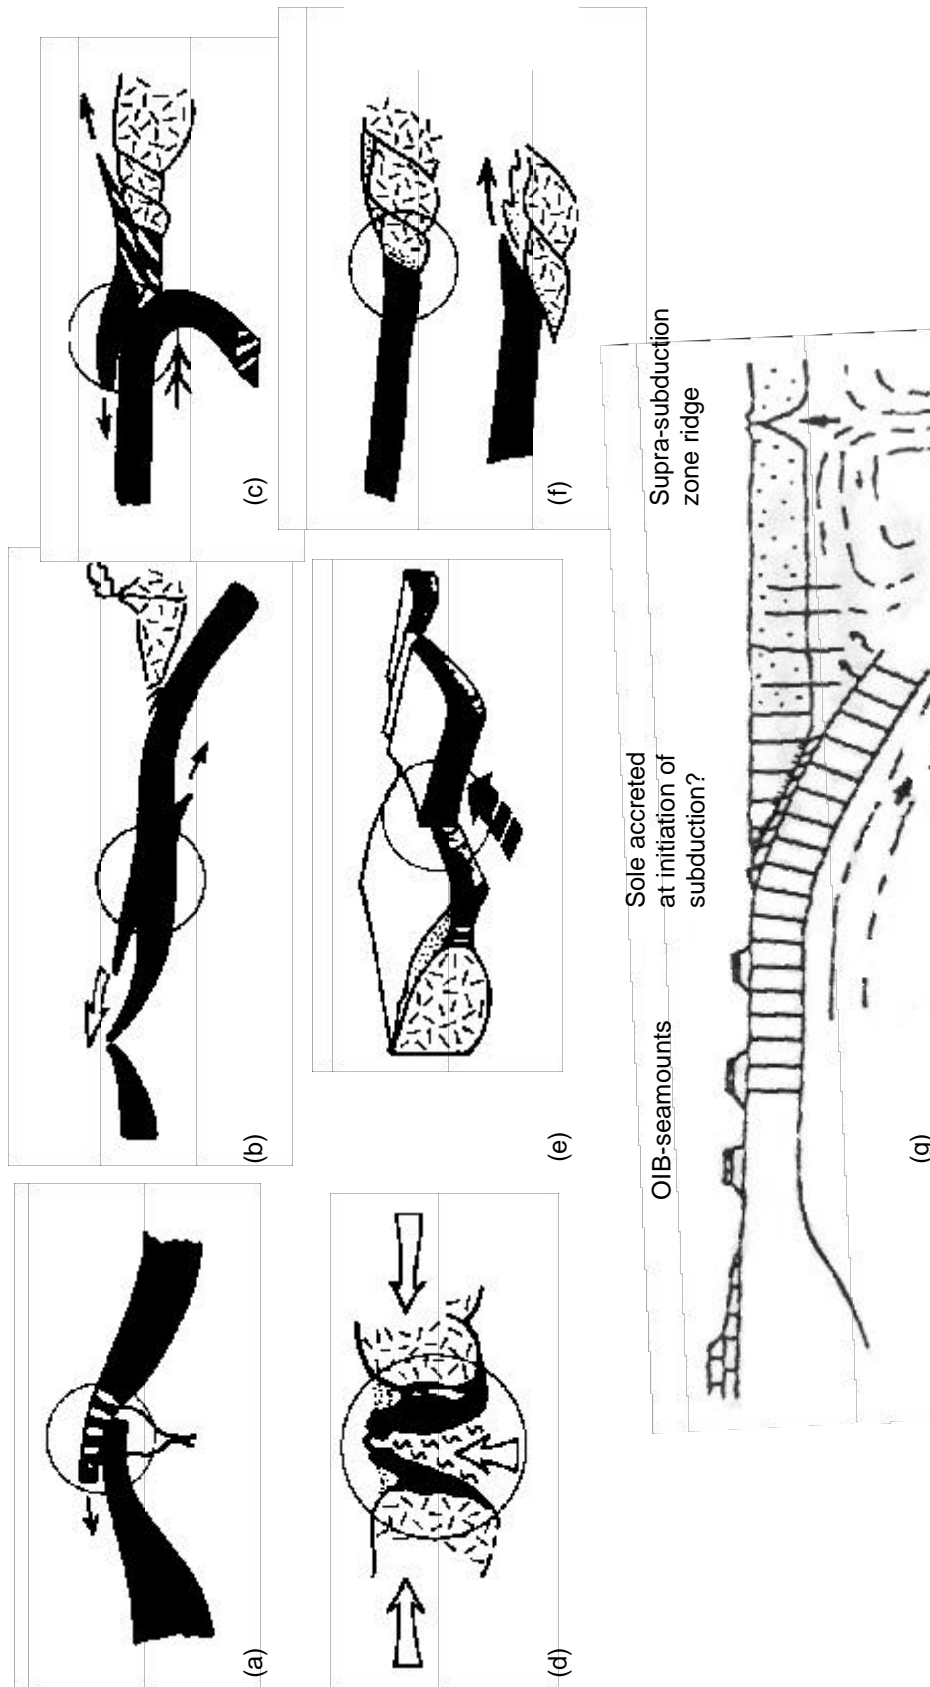 (a)
(b)
(c)
(d)
(e)
(f)
OIB-seamounts
Sole accreted
at initiation of
subduction?
Supra-subduction
zone ridge
(g)